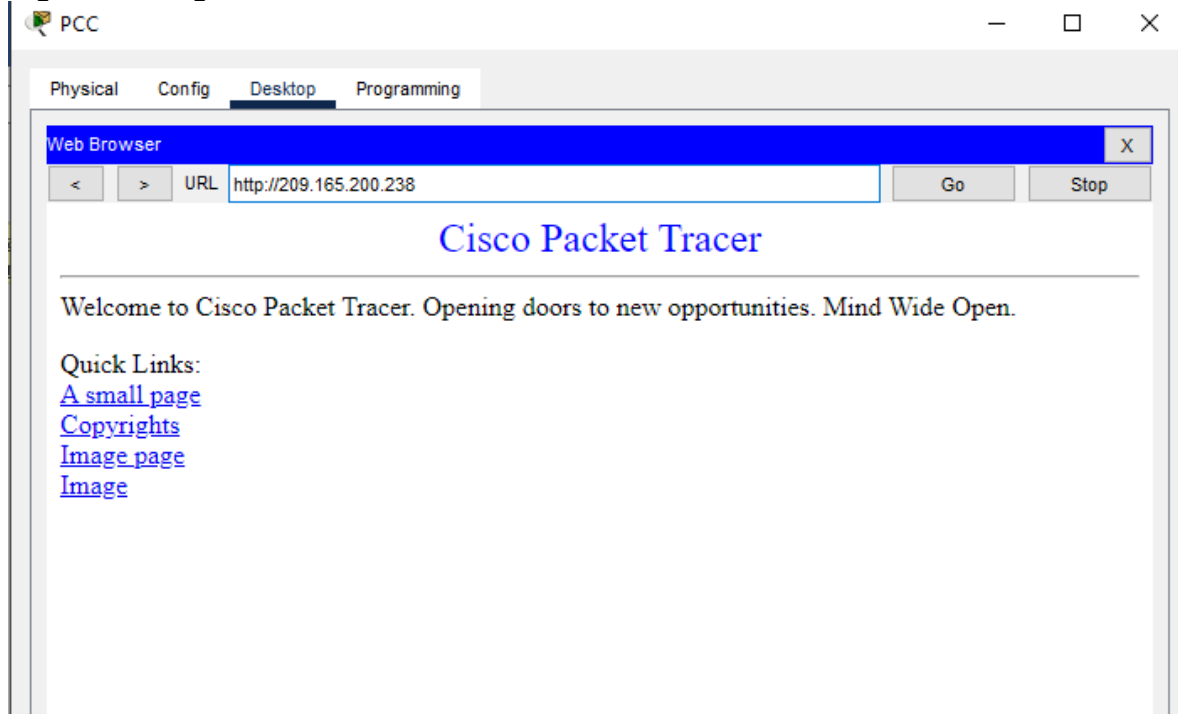 PCC
Physical Config Desktop Programming
Web Browser X
< > URL http://209.165.200.238 Go Stop
Cisco Packet Tracer
Welcome to Cisco Packet Tracer. Opening doors to new opportunities. Mind Wide Open.
Quick Links:
A small page
Copyrights
Image page
Image